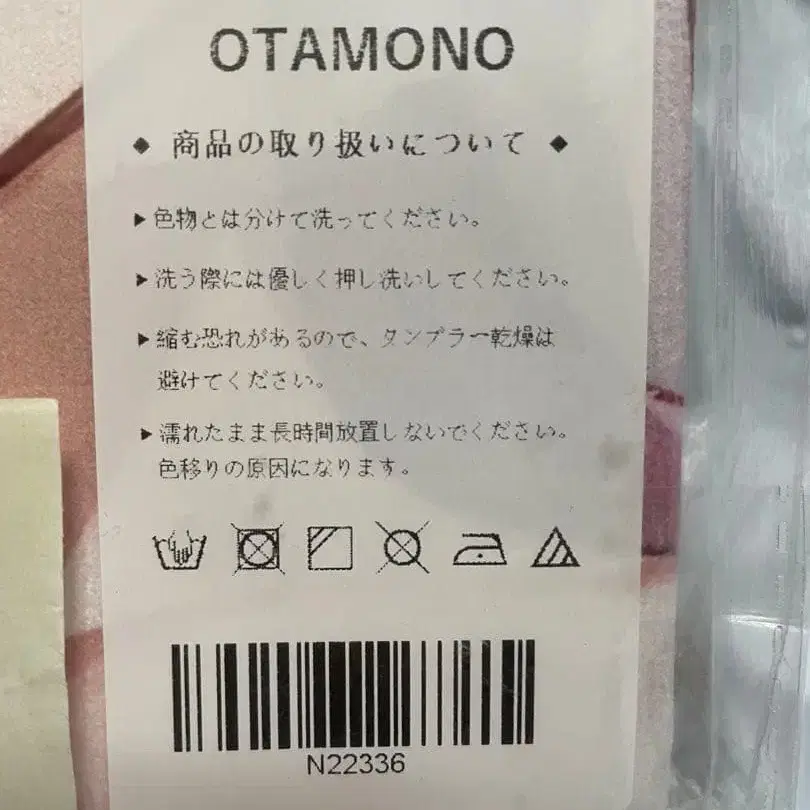 OTAMONO
◆ 商品の取り扱いについて ◆
▶色物とは分けて洗ってください。
▶洗う際には優しく押し洗いしてください。
▶縮む恐れがあるので、タンブラー乾燥は
避けてください。
▶濡れたまま長時間放置しないでください。
色移りの原因になります。
N22336